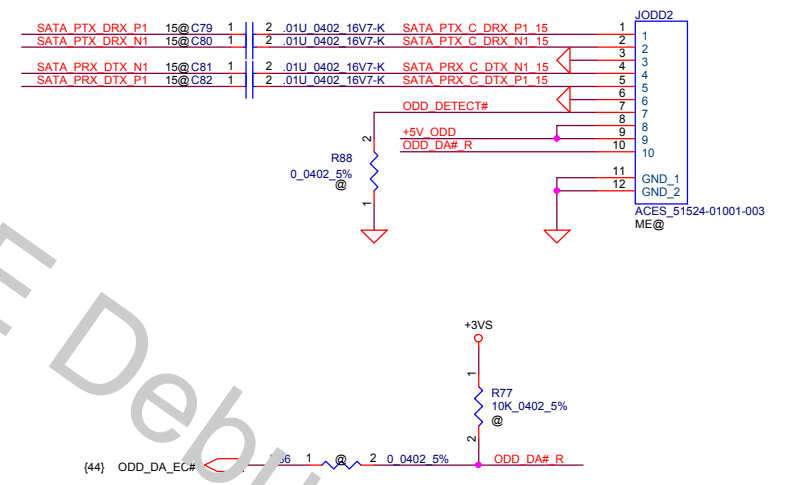 JODD2
SATA_PTX_DRX_P1 15@ C79 1 2 .01U_0402_16V7-K SATA_PTX_C_DRX_P1_15 1 1
SATA_PTX_DRX_N1 15@ C80 1 2 .01U_0402_16V7-K SATA_PTX_C_DRX_N1_15 2 2
3 3
SATA_PRX_DTX_N1 15@ C81 1 2 .01U_0402_16V7-K SATA_PRX_C_DTX_N1_15 4 4
SATA_PRX_DTX_P1 15@ C82 1 2 .01U_0402_16V7-K SATA_PRX_C_DTX_P1_15 5 5
6 6
ODD_DETECT# 7 7
8 8
+5V_ODD 9 9
ODD_DA#_R 10 10
2
R88
0_0402_5%
@
1
11 GND_1
12 GND_2
ACES_51524-01001-003
ME@
+3VS
1
R77
10K_0402_5%
@
2
{44} ODD_DA_EC# 1 @ 2 0_0402_5% ODD_DA#_R
E Debu